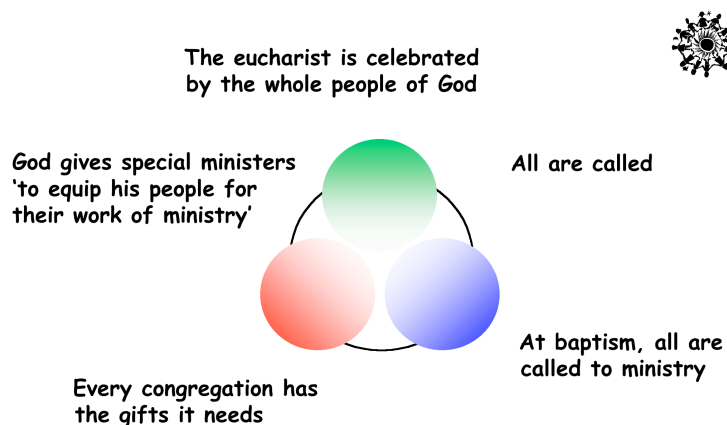 The eucharist is celebrated
by the whole people of God
God gives special ministers
‘to equip his people for
their work of ministry’
All are called
At baptism, all are
called to ministry
Every congregation has
the gifts it needs